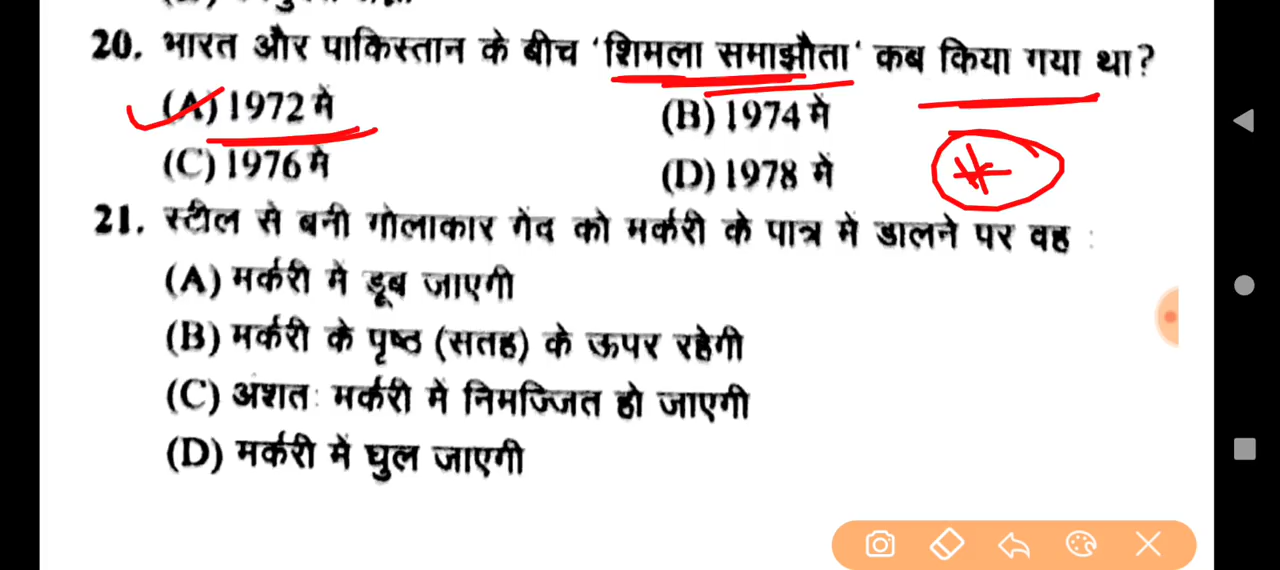 20. भारत और पाकिस्तान के बीच 'शिमला समाझौता' कब किया गया था?
(A) 1972 में (B) 1974 में
(C) 1976 में (D) 1978 में
21. स्टील से बनी गोलाकार गेंद को मर्करी के पात्र में डालने पर वह :
(A) मर्करी में डूब जाएगी
(B) मर्करी के पृष्ठ (सतह) के ऊपर रहेगी
(C) अंशतः मर्करी में निमज्जित हो जाएगी
(D) मर्करी में घुल जाएगी